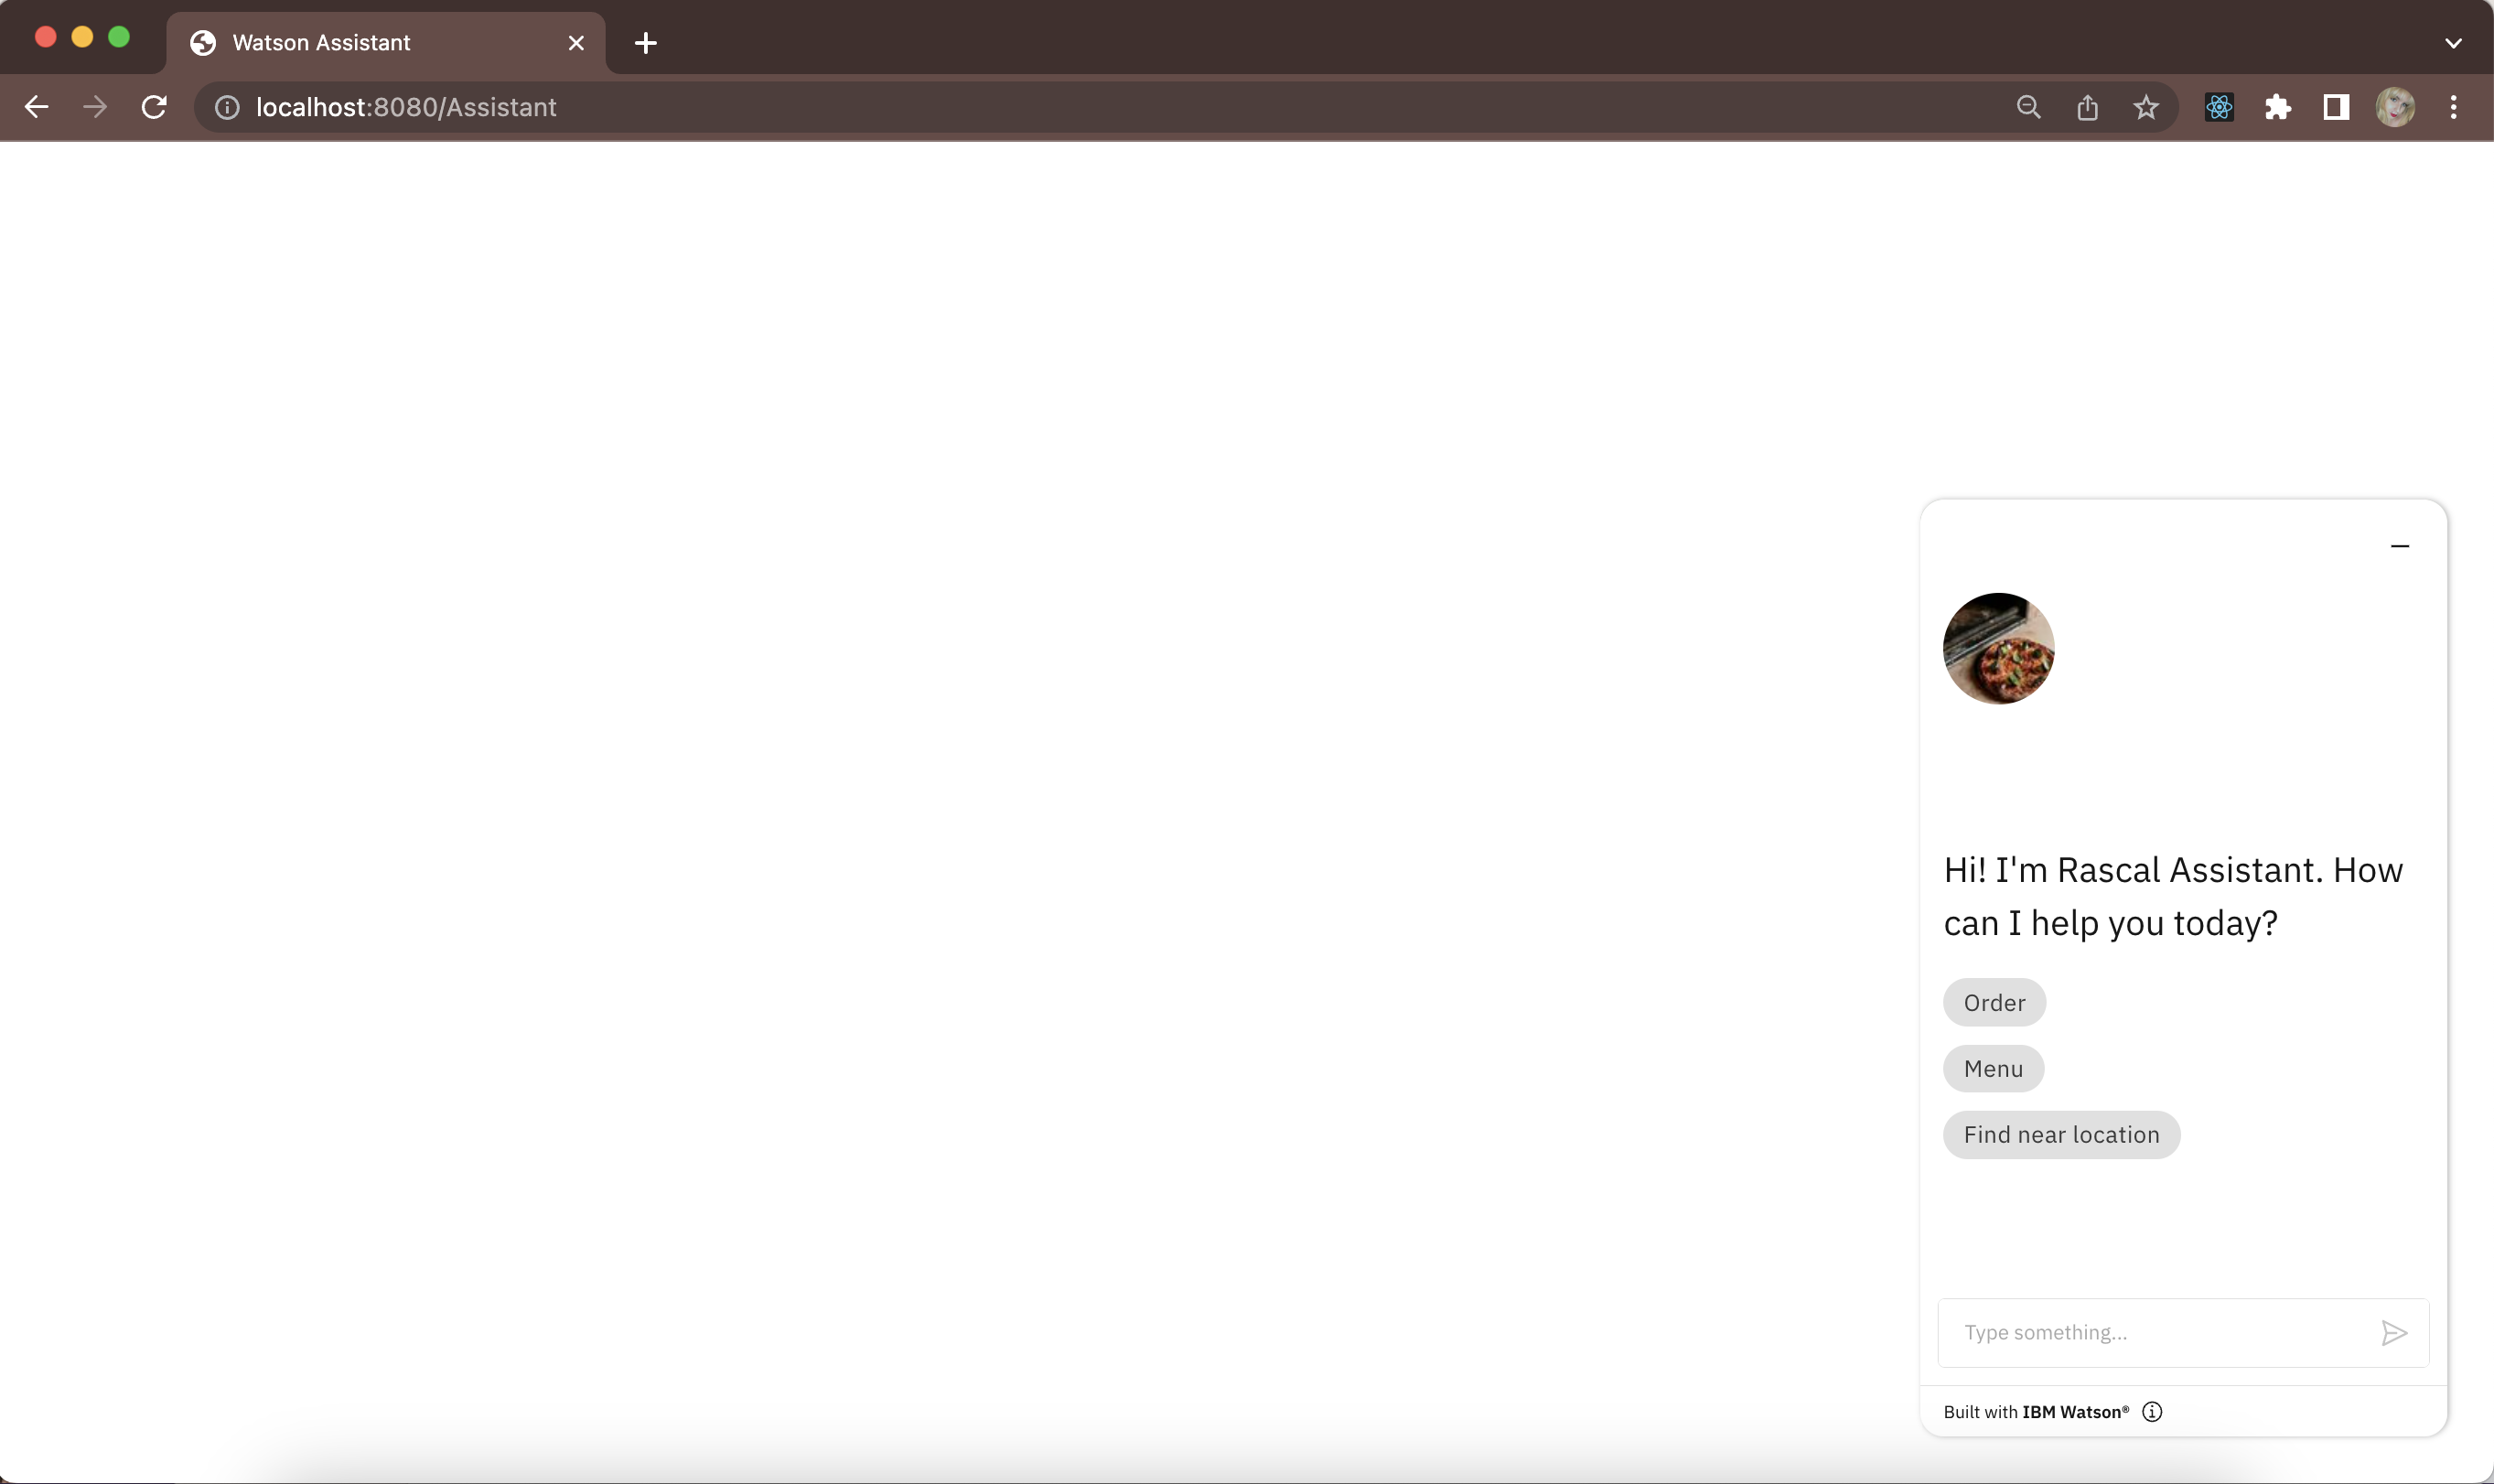 Watson Assistant
localhost:8080/Assistant
Hi! I'm Rascal Assistant. How
can I help you today?
Order
Menu
Find near location
Type something...
Built with IBM Watson®